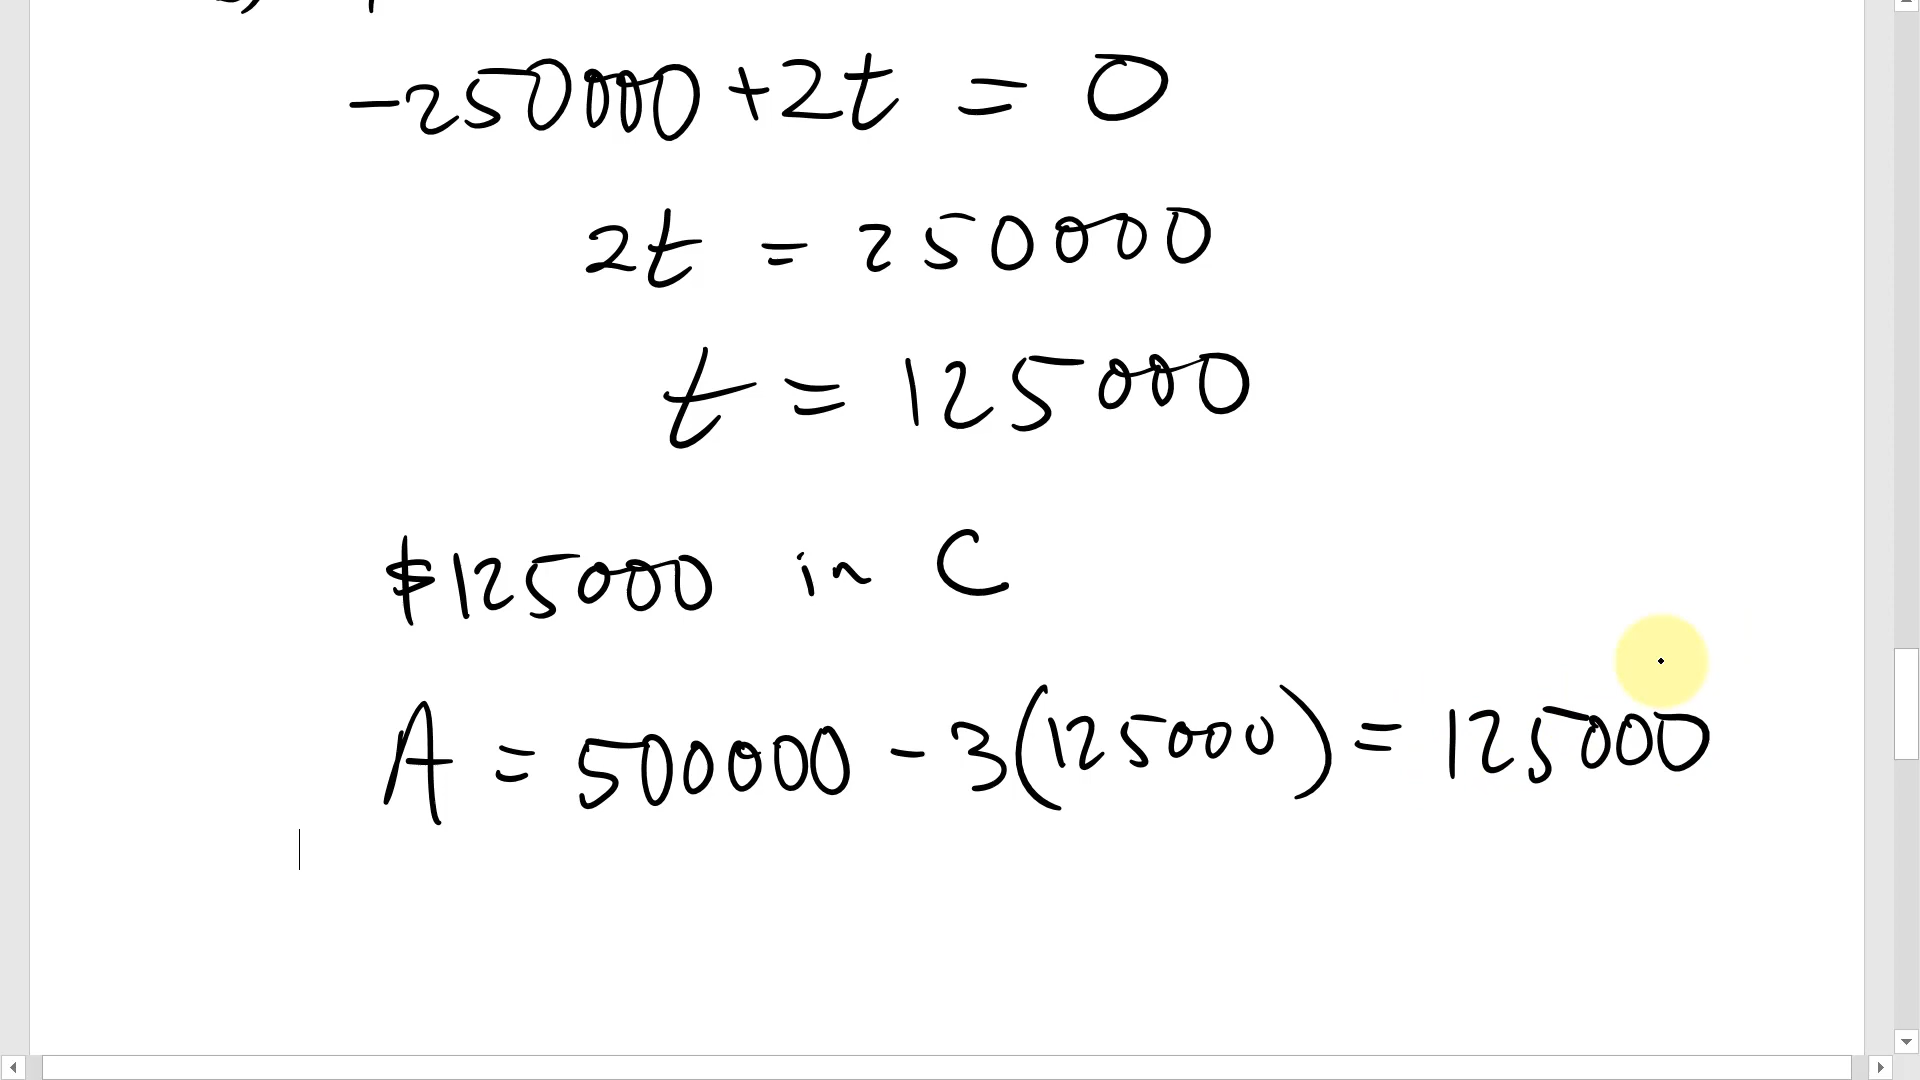 -250000 +2t = 0
2t = 250000
t = 125000
$125000 in C
A = 500000 - 3(125000) = 125000